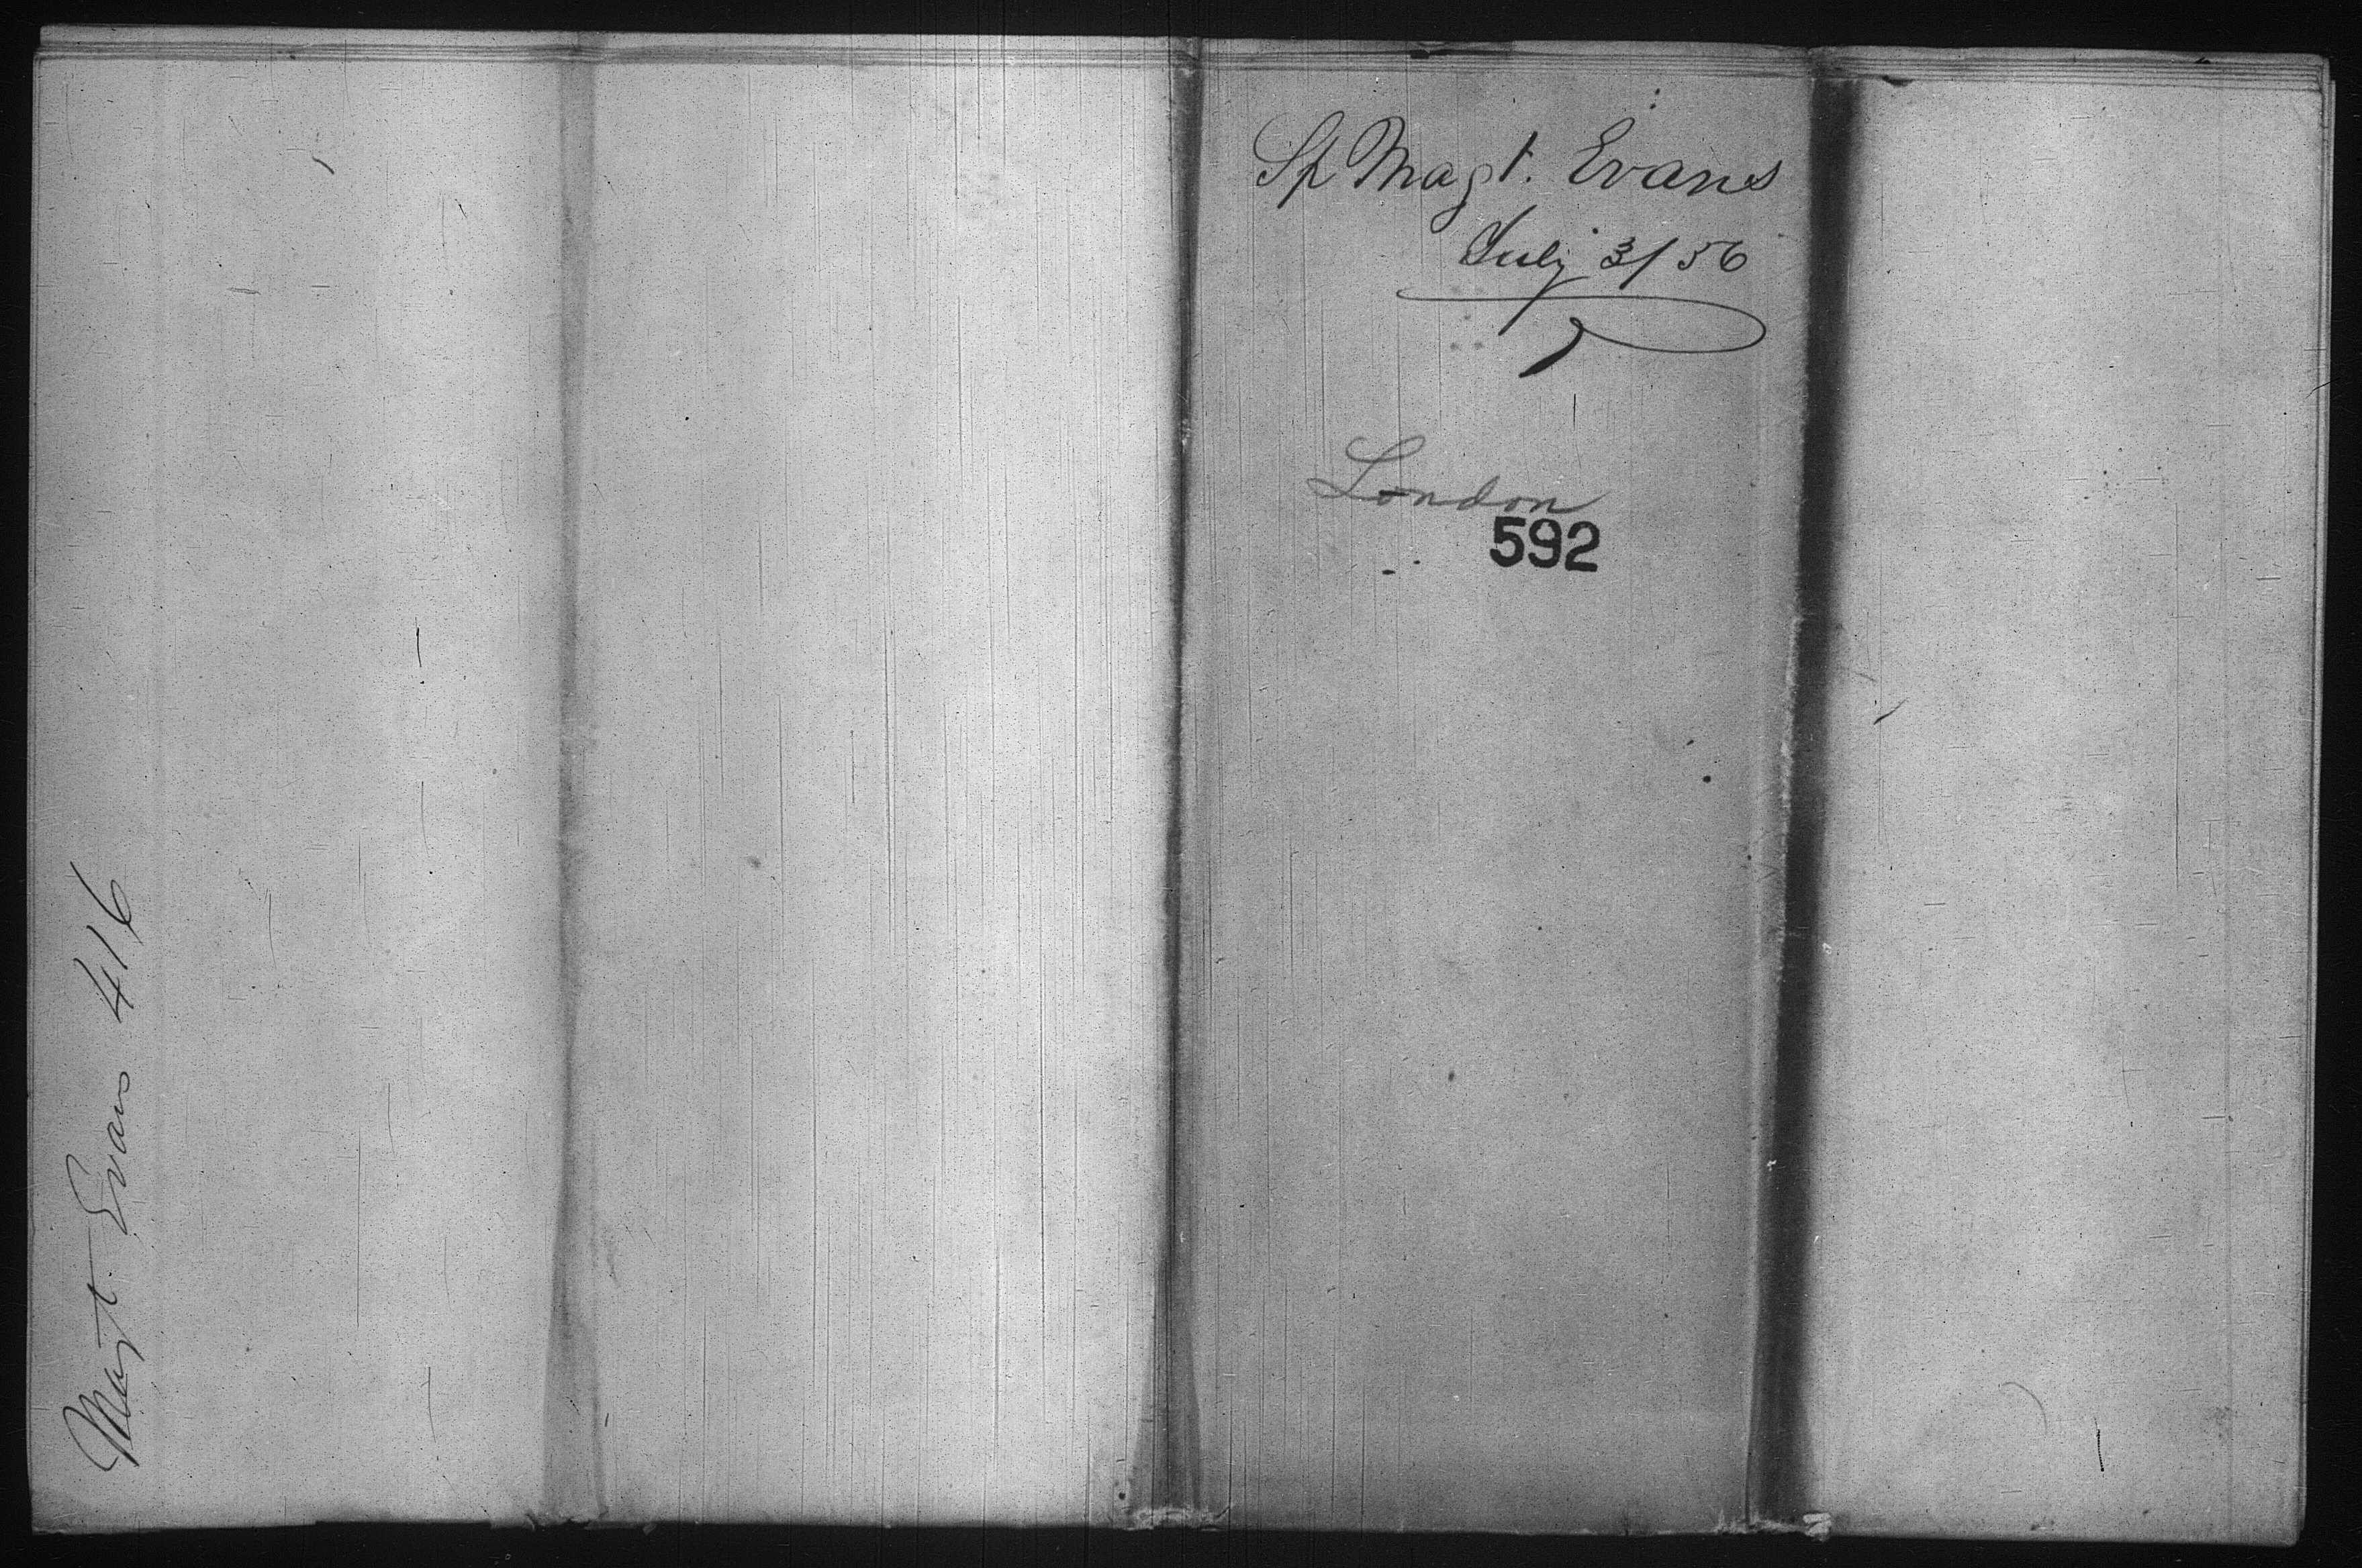 Sp Magt. Evans
July 3/56
London
592
Magt. Evans 416